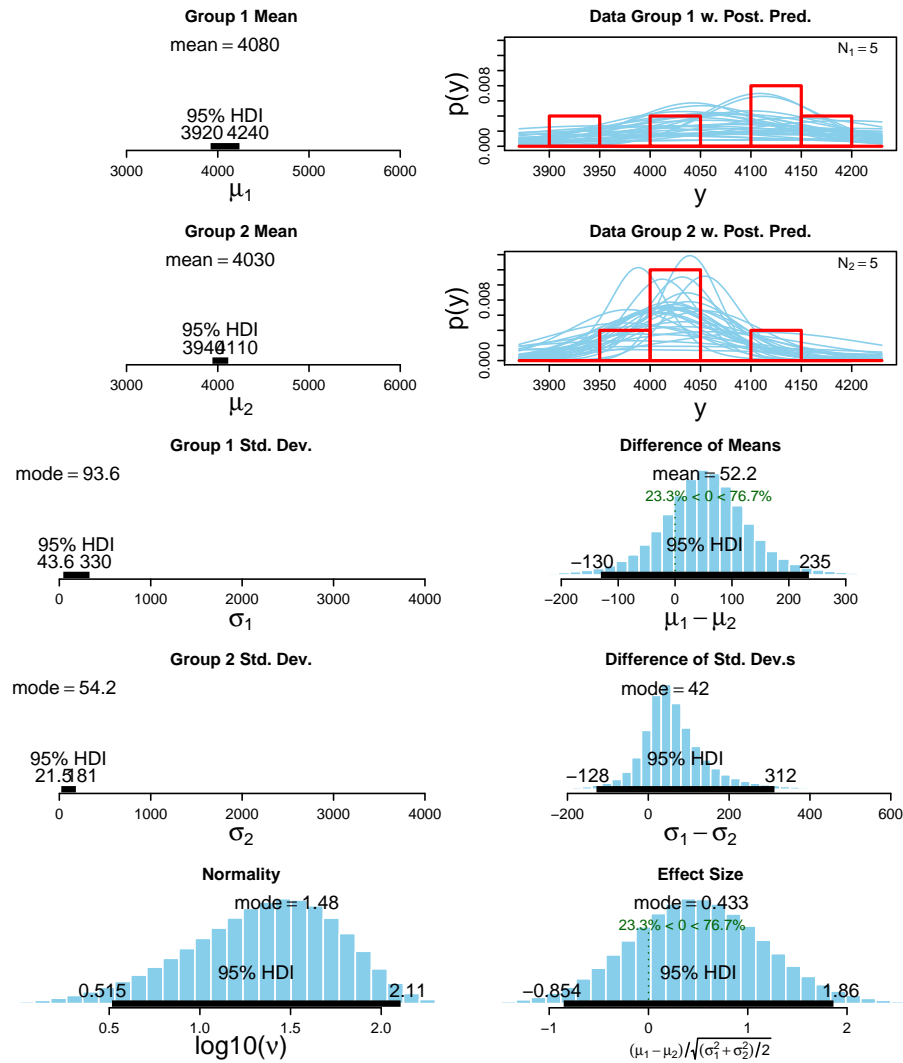 Group 1 Mean
mean = 4080
95% HDI
3920 4240
3000 4000 5000 6000
μ1
Data Group 1 w. Post. Pred.
N1 = 5
p(y)
0.000 0.008
3900 3950 4000 4050 4100 4150 4200
y
Group 2 Mean
mean = 4030
95% HDI
3940 4110
3000 4000 5000 6000
μ2
Data Group 2 w. Post. Pred.
N2 = 5
p(y)
0.000 0.008
3900 3950 4000 4050 4100 4150 4200
y
Group 1 Std. Dev.
mode = 93.6
95% HDI
43.6 330
0 1000 2000 3000 4000
σ1
Difference of Means
mean = 52.2
23.3% < 0 < 76.7%
95% HDI
−130 235
−200 −100 0 100 200 300
μ1 − μ2
Group 2 Std. Dev.
mode = 54.2
95% HDI
21.5 181
0 1000 2000 3000 4000
σ2
Difference of Std. Dev.s
mode = 42
95% HDI
−128 312
−200 0 200 400 600
σ1 − σ2
Normality
mode = 1.48
95% HDI
0.515 2.11
0.5 1.0 1.5 2.0
log10(ν)
Effect Size
mode = 0.433
23.3% < 0 < 76.7%
95% HDI
−0.854 1.86
−1 0 1 2
(μ1 − μ2)/√(σ1² + σ2²)/2